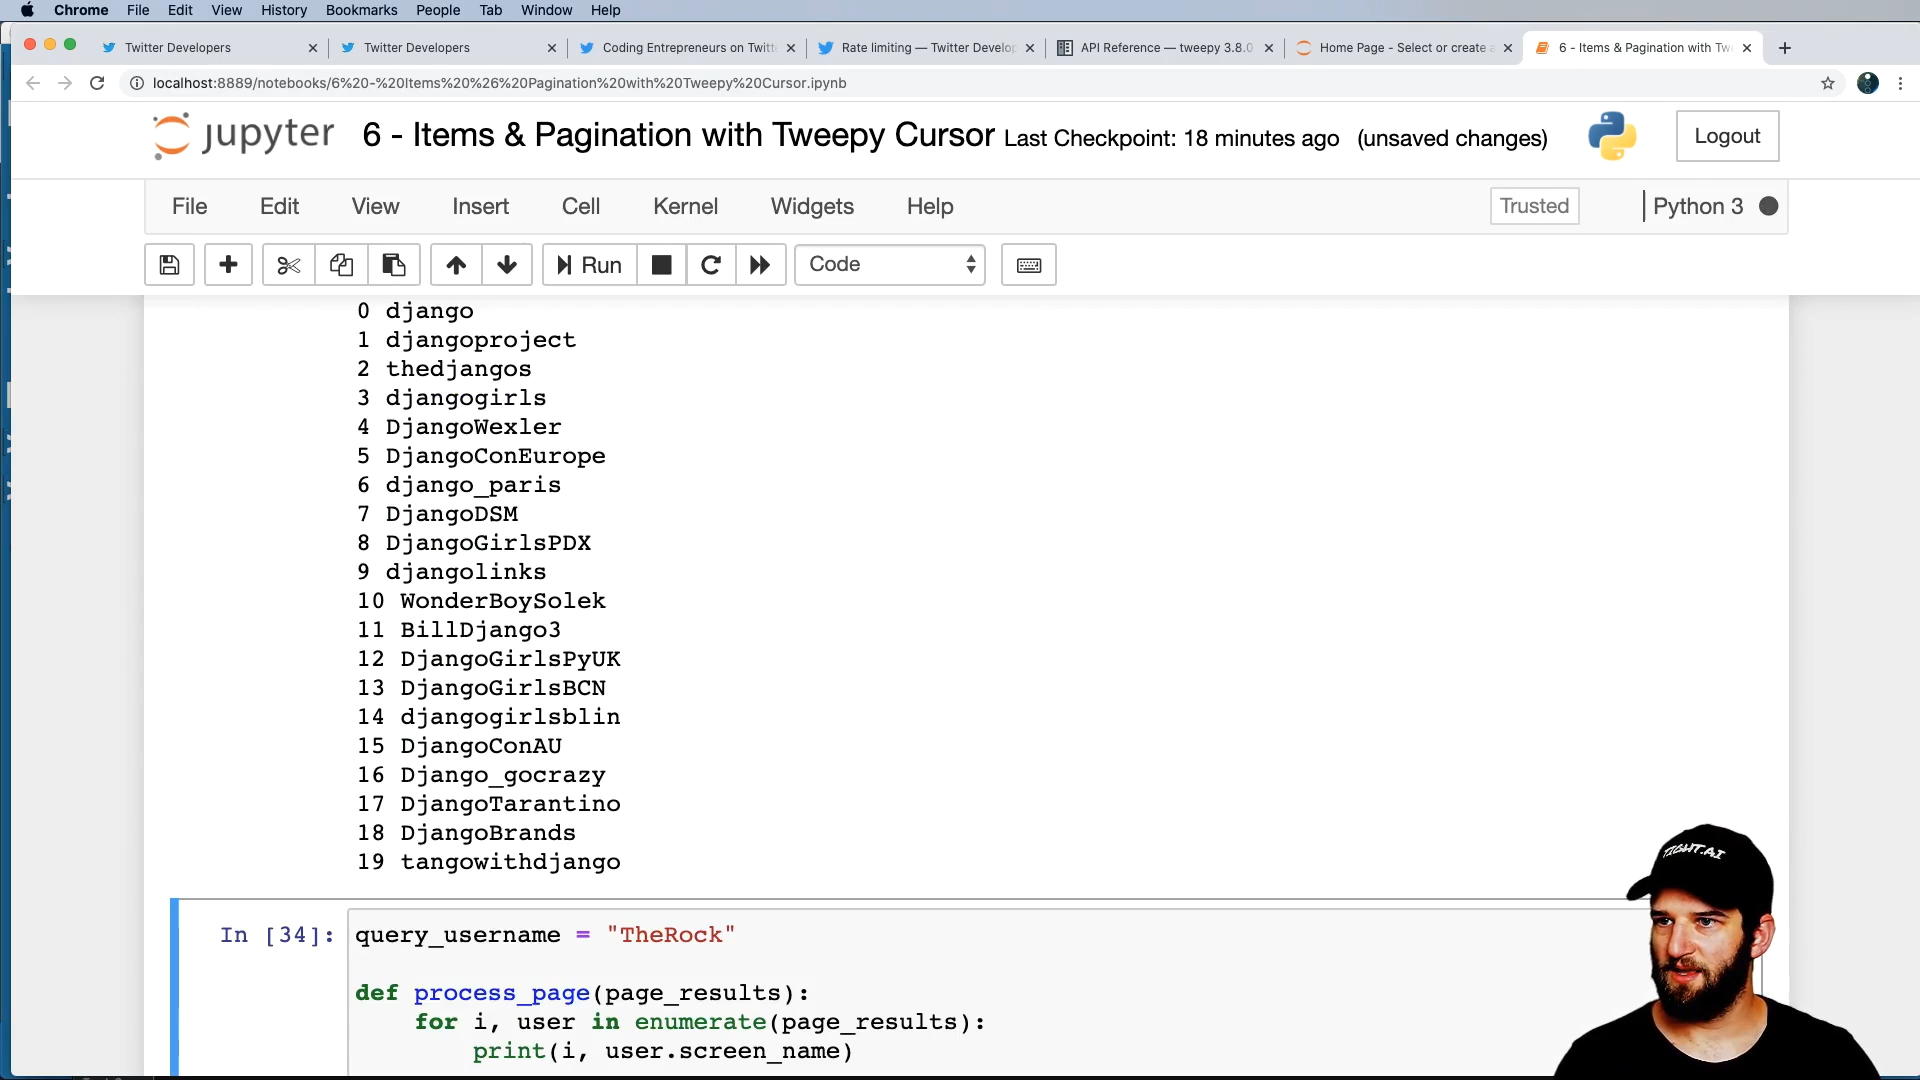 Chrome File Edit View History Bookmarks People Tab Window Help
Twitter Developers
Twitter Developers
Coding Entrepreneurs on Twitt
Rate limiting — Twitter Develop
API Reference — tweepy 3.8.0
Home Page - Select or create a
6 - Items & Pagination with Tw
localhost:8889/notebooks/6%20-%20Items%20%26%20Pagination%20with%20Tweepy%20Cursor.ipynb
jupyter 6 - Items & Pagination with Tweepy Cursor Last Checkpoint: 18 minutes ago (unsaved changes) Logout
File Edit View Insert Cell Kernel Widgets Help Trusted Python 3
Run Code
0 django
1 djangoproject
2 thedjangos
3 djangogirls
4 DjangoWexler
5 DjangoConEurope
6 django_paris
7 DjangoDSM
8 DjangoGirlsPDX
9 djangolinks
10 WonderBoySolek
11 BillDjango3
12 DjangoGirlsPyUK
13 DjangoGirlsBCN
14 djangogirlsblin
15 DjangoConAU
16 Django_gocrazy
17 DjangoTarantino
18 DjangoBrands
19 tangowithdjango
In [34]: query_username = "TheRock"
def process_page(page_results):
for i, user in enumerate(page_results):
print(i, user.screen_name)
TIGHT.AI